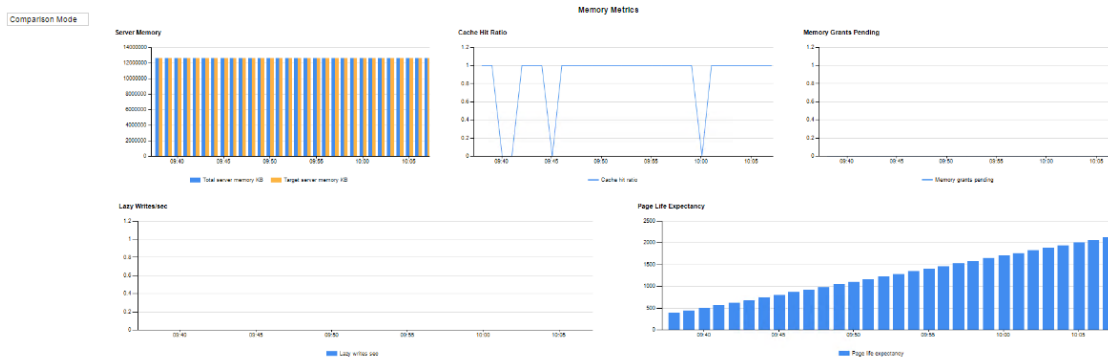 Memory Metrics
Comparison Mode
Server Memory
14000000
12000000
10000000
8000000
6000000
4000000
2000000
0
09:40 09:45 09:50 09:55 10:00 10:05
Total server memory KB Target server memory KB
Cache Hit Ratio
1.2
1
0.8
0.6
0.4
0.2
0
09:40 09:45 09:50 09:55 10:00 10:05
Cache hit ratio
Memory Grants Pending
1.2
1
0.8
0.6
0.4
0.2
0
09:40 09:45 09:50 09:55 10:00 10:05
Memory grants pending
Lazy Writes/sec
1.2
1
0.8
0.6
0.4
0.2
0
09:40 09:45 09:50 09:55 10:00 10:05
Lazy writes sec
Page Life Expectancy
2500
2000
1500
1000
500
0
09:40 09:45 09:50 09:55 10:00 10:05
Page life expectancy